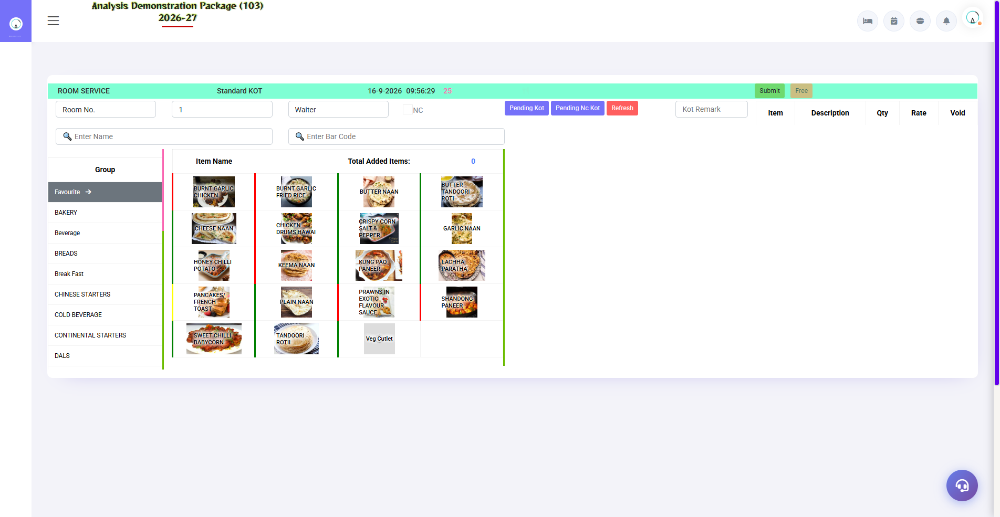 Analysis Demonstration Package (103)
2026-27
ROOM SERVICE Standard KOT 16-9-2026 09:56:29 25 Submit Free
Room No. 1 Waiter NC Pending Kot Pending Nc Kot Refresh Kot Remark Item Description Qty Rate Void
Enter Name Enter Bar Code
Group
Favourite
BAKERY
Beverage
BREADS
Break Fast
CHINESE STARTERS
COLD BEVERAGE
CONTINENTAL STARTERS
DALS
Item Name Total Added Items: 0
BURNT GARLIC
CHICKEN
BURNT GARLIC
FRIED RICE
BUTTER NAAN
BUTTER
TANDOORI
ROTI
CHEESE NAAN
CHICKEN
DRUMS HAWAI
CRISPY CORN
SALT &
PEPPER
Crispy
Corn
GARLIC NAAN
HONEY CHILLI
POTATO
KEEMA NAAN
KUNG PAO
PANEER
LACHHA
PARATHA
PANCAKES/
FRENCH
TOAST
PLAIN NAAN
PRAWNS IN
EXOTIC
FLAVOUR
SAUCE
SHANDONG
PANEER
SWEET CHILLI
BABYCORN
TANDOORI
ROTII
Veg Cutlet